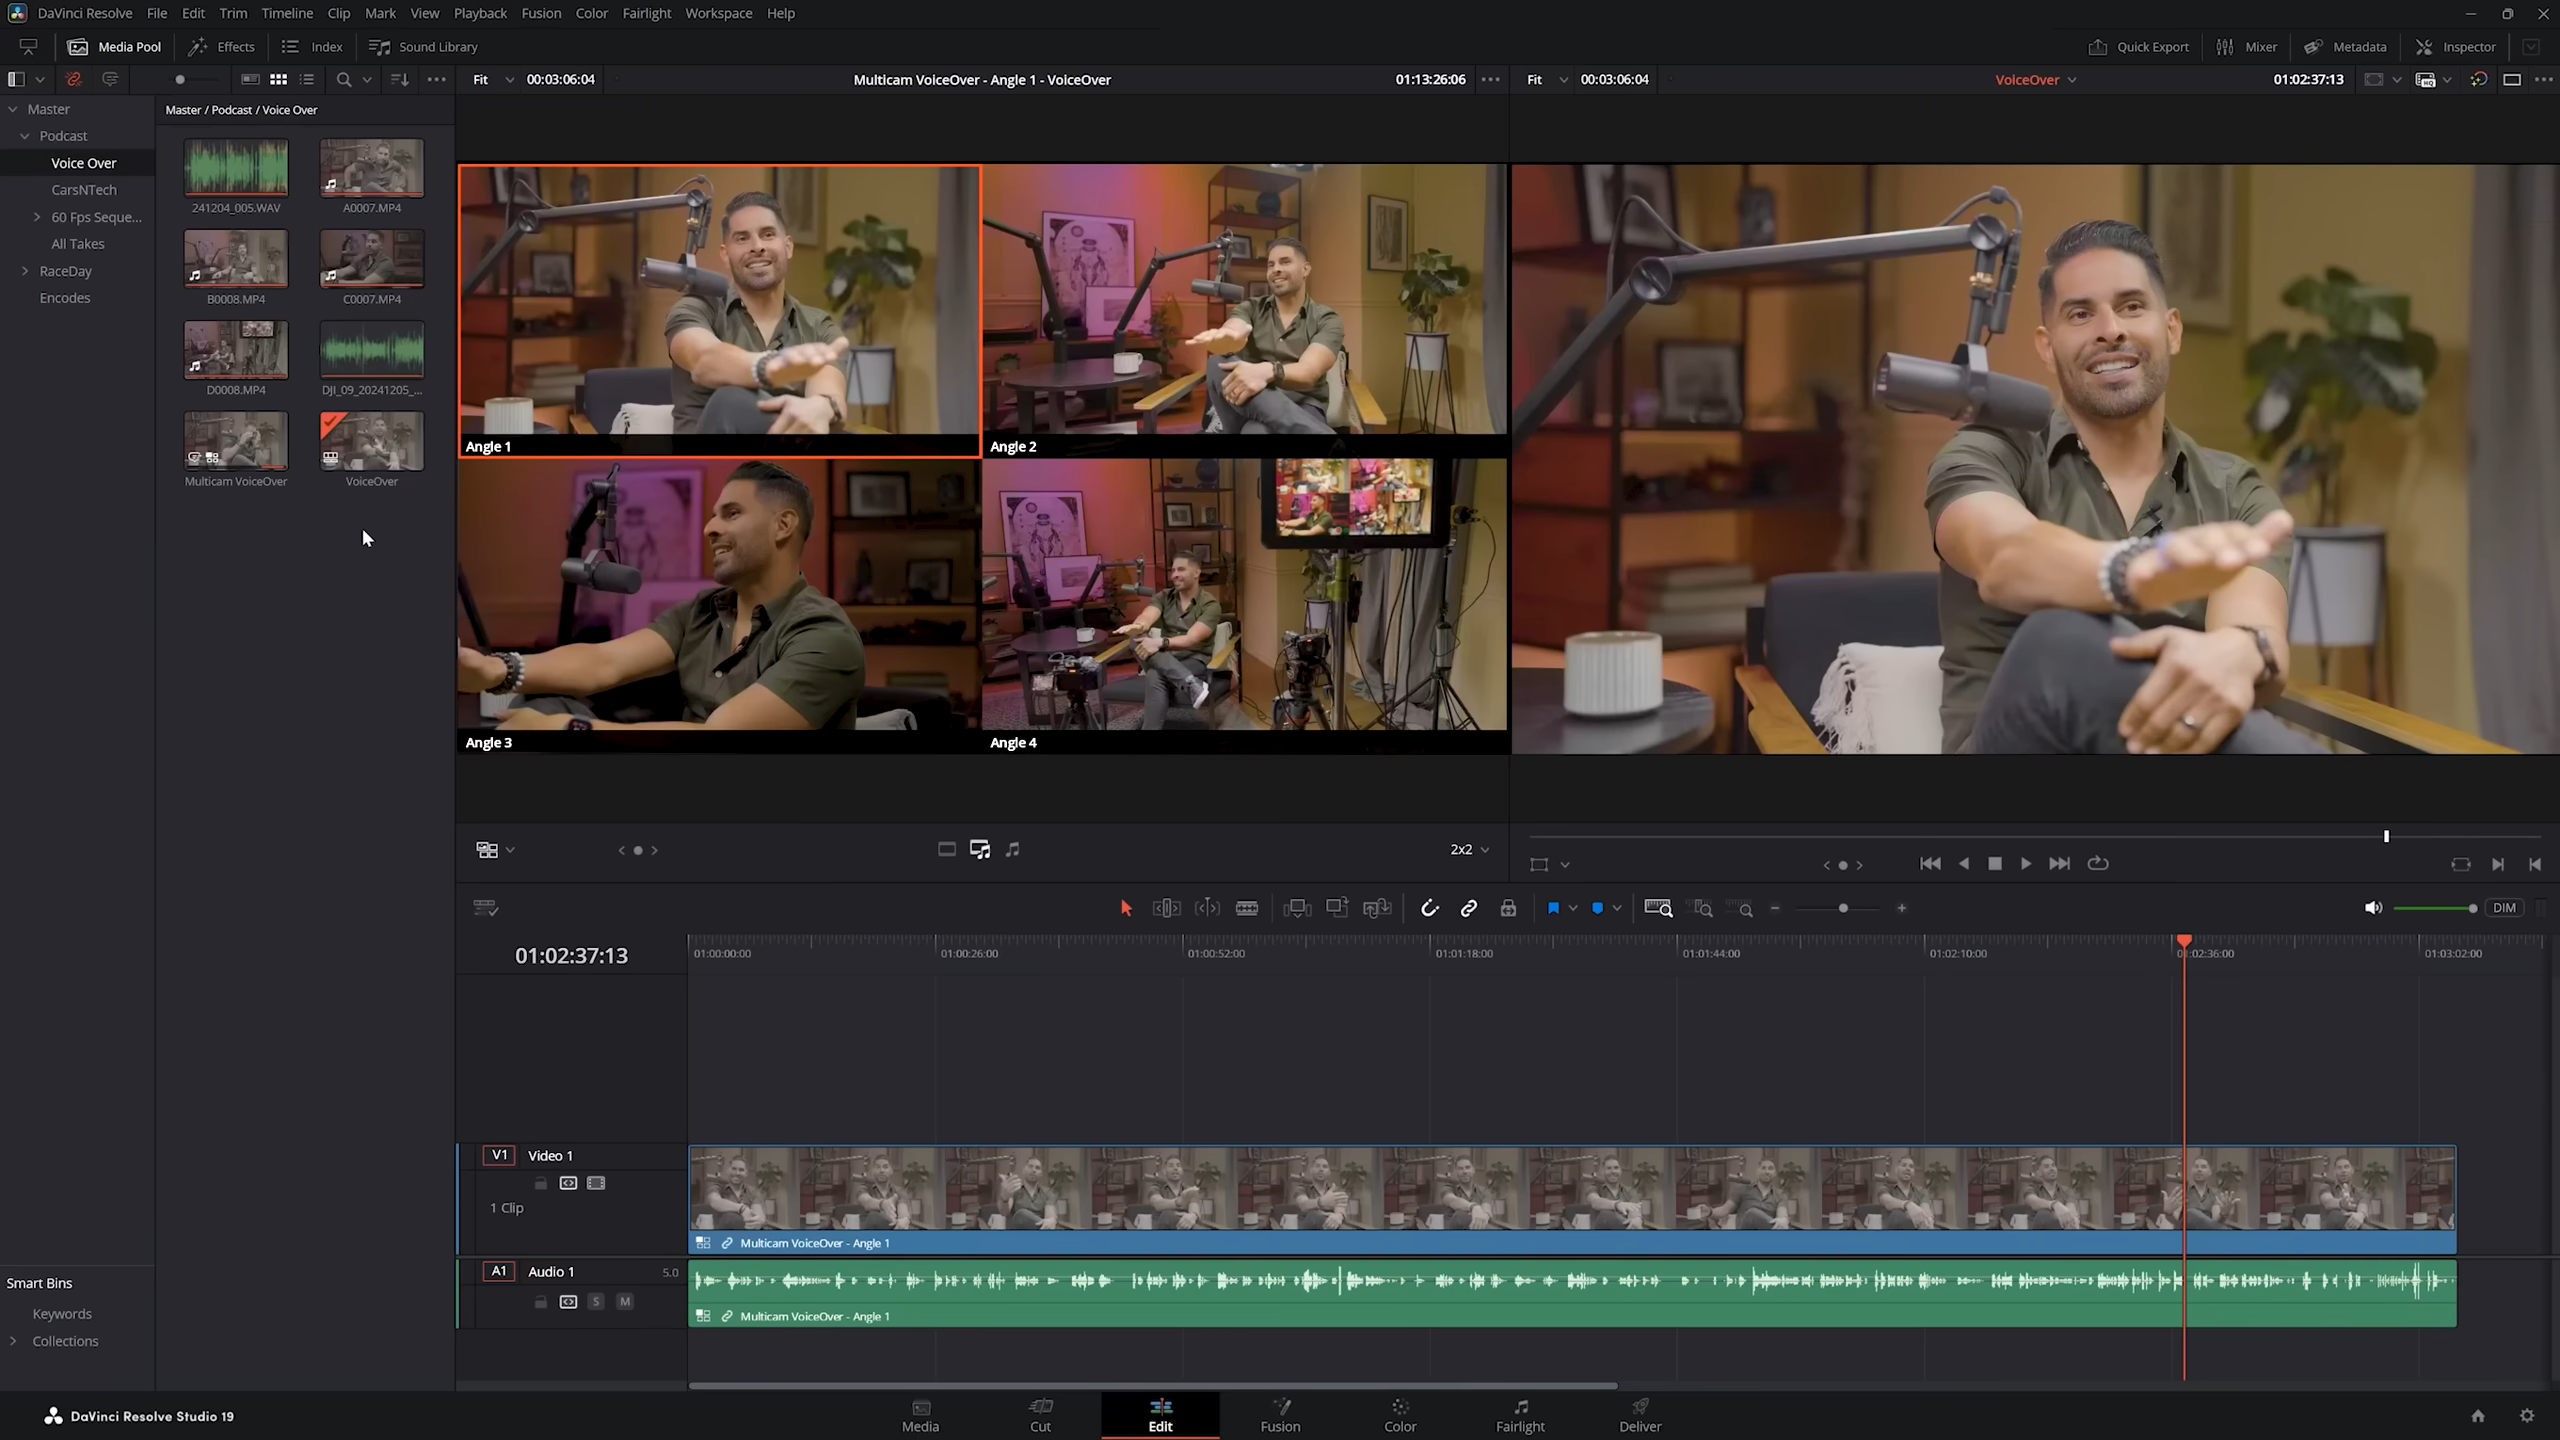 DaVinci Resolve File Edit Trim Timeline Clip Mark View Playback Fusion Color Fairlight Workspace Help
Media Pool Effects Index Sound Library Quick Export Mixer Metadata Inspector
Fit 00:03:06:04 Multicam VoiceOver - Angle 1 - VoiceOver 01:13:26:06 Fit 00:03:06:04 VoiceOver 01:02:37:13
Master
Podcast
Voice Over
CarsNTech
60 Fps Seque...
All Takes
RaceDay
Encodes
Master / Podcast / Voice Over
241204_005.WAV A0007.MP4
B0008.MP4 C0007.MP4
D0008.MP4 DJI_09_20241205_...
Multicam VoiceOver VoiceOver
Angle 1 Angle 2
Angle 3 Angle 4
2x2
DIM
01:02:37:13
01:00:00:00 01:00:26:00 01:00:52:00 01:01:18:00 01:01:44:00 01:02:10:00 01:02:36:00 01:03:02:00
V1 Video 1
1 Clip
Multicam VoiceOver - Angle 1
A1 Audio 1 5.0
S M
Multicam VoiceOver - Angle 1
Smart Bins
Keywords
Collections
DaVinci Resolve Studio 19
Media Cut Edit Fusion Color Fairlight Deliver